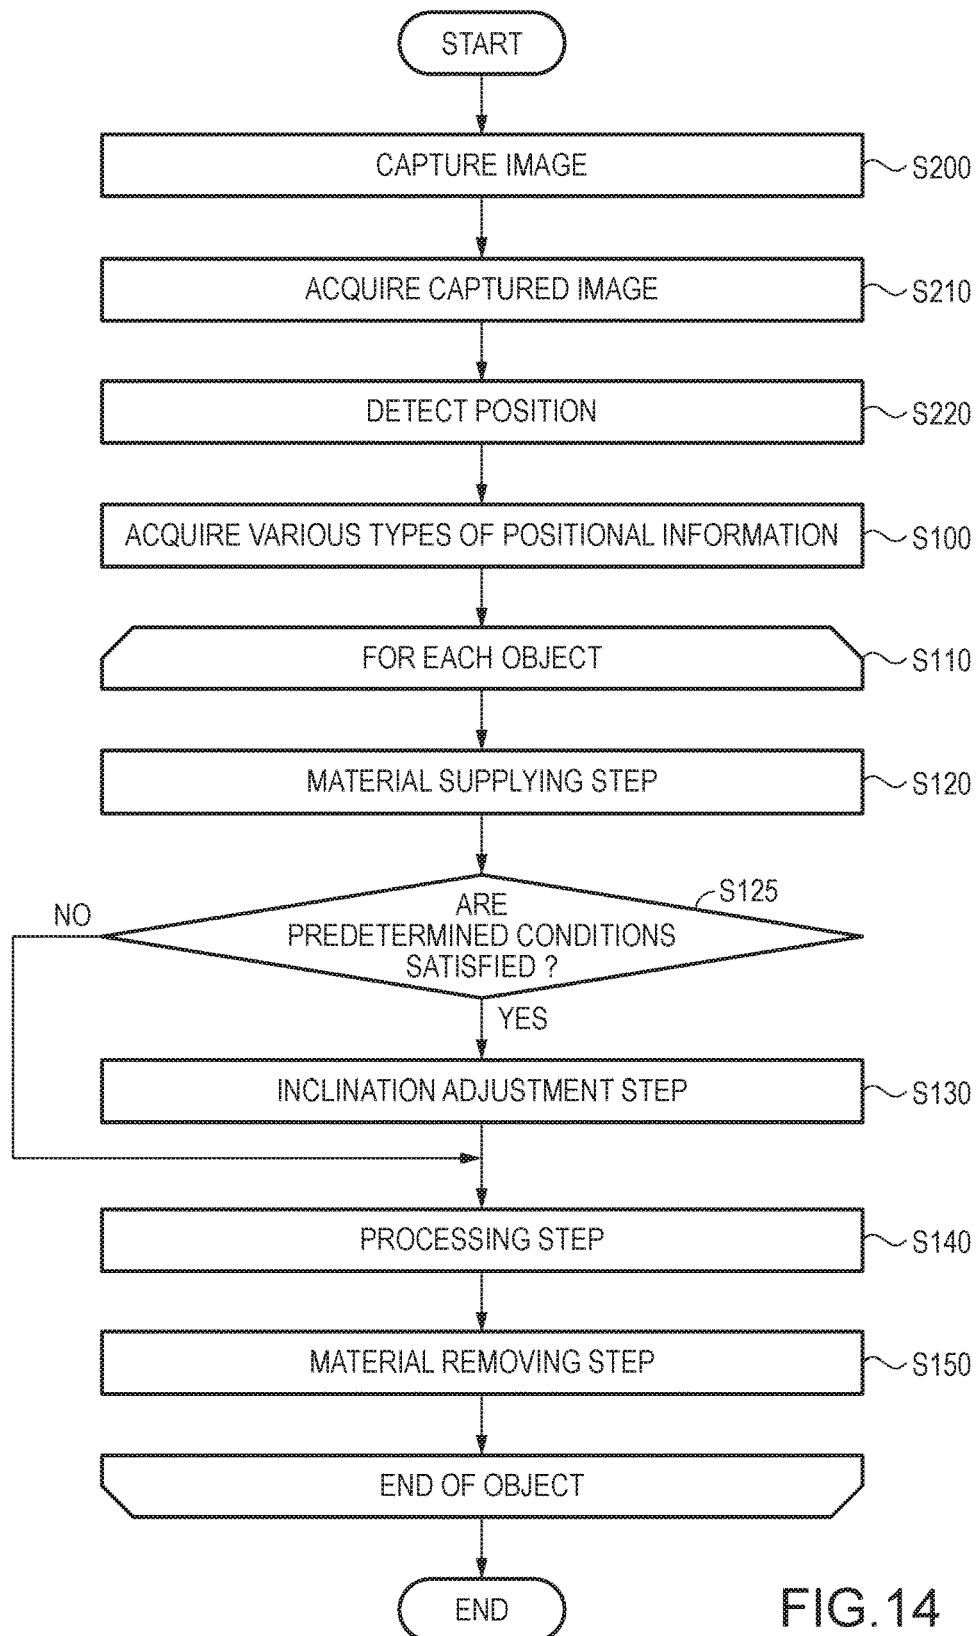 START
CAPTURE IMAGE
S200
ACQUIRE CAPTURED IMAGE
S210
DETECT POSITION
S220
ACQUIRE VARIOUS TYPES OF POSITIONAL INFORMATION
S100
FOR EACH OBJECT
S110
MATERIAL SUPPLYING STEP
S120
S125
NO
ARE
PREDETERMINED CONDITIONS
SATISFIED ?
YES
INCLINATION ADJUSTMENT STEP
S130
PROCESSING STEP
S140
MATERIAL REMOVING STEP
S150
END OF OBJECT
END
FIG.14